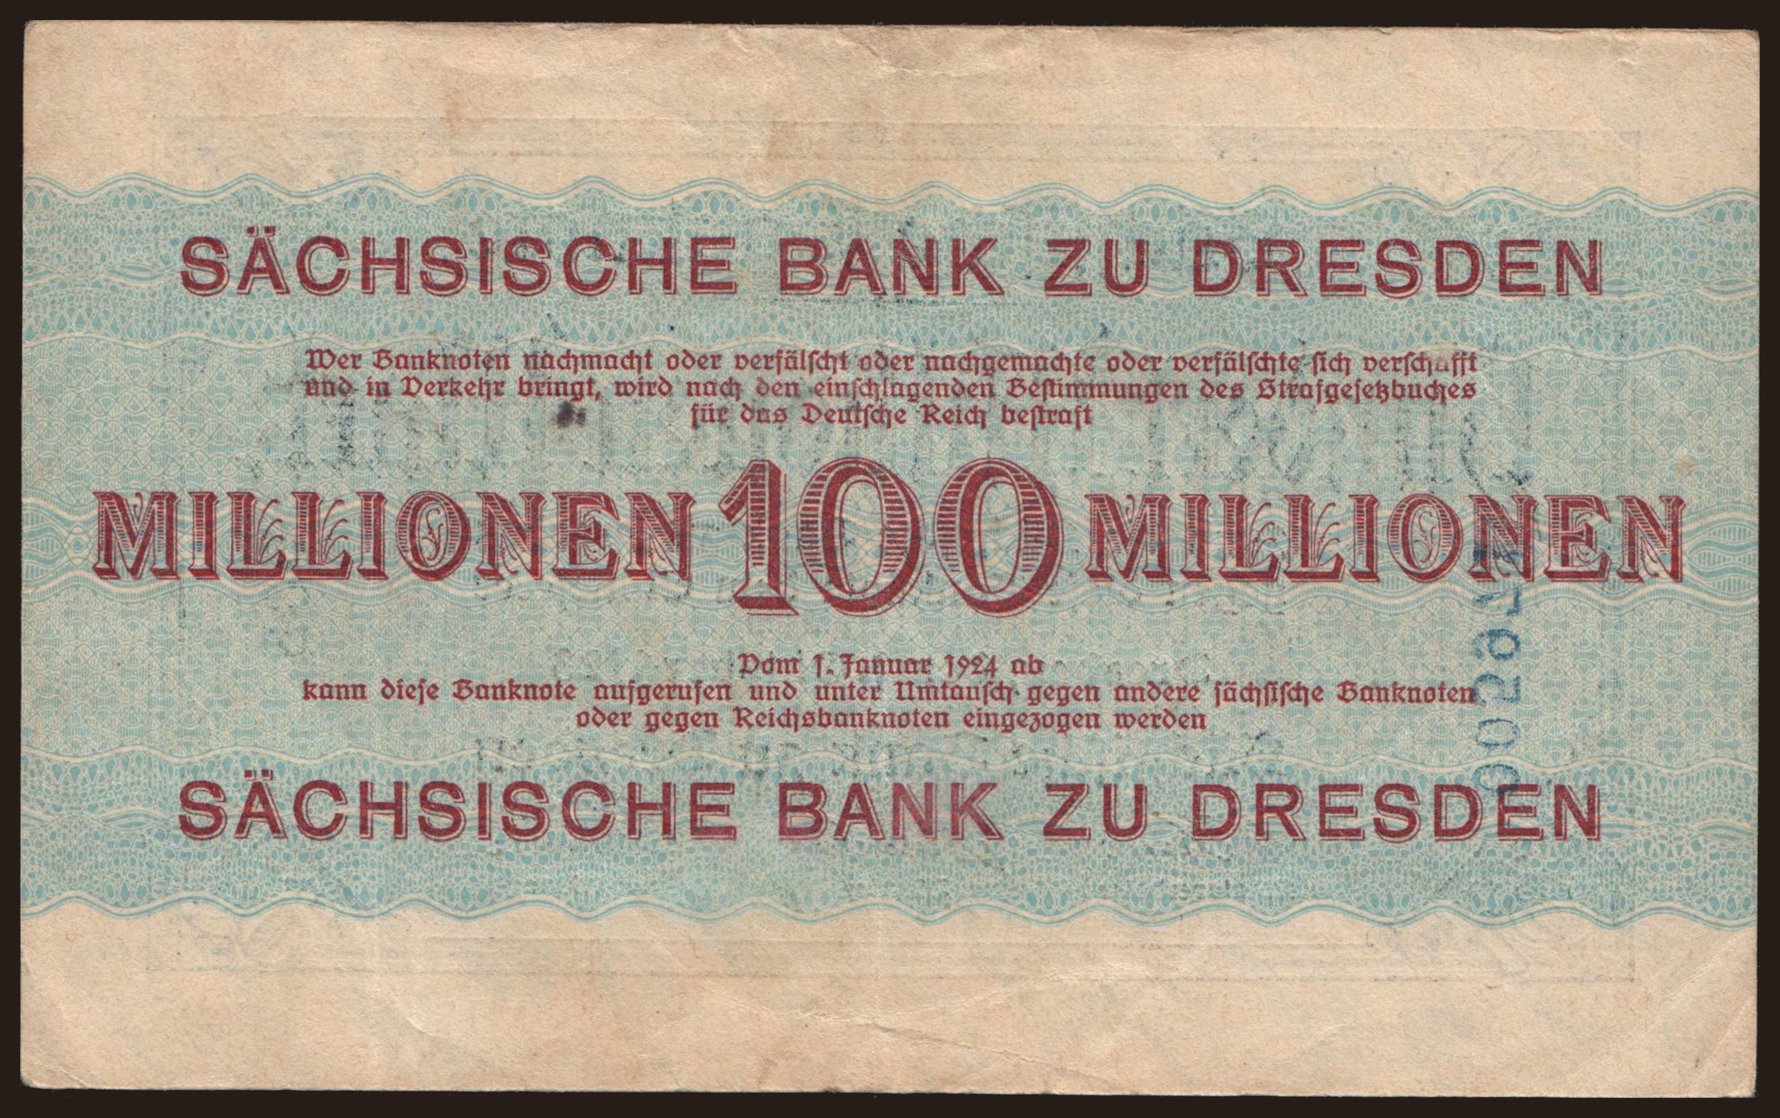 SÄCHSISCHE BANK ZU DRESDEN
Wer Banknoten nachmacht oder verfälscht oder nachgemachte oder verfälschte sich verschafft
und in Verkehr bringt, wird nach den einschlagenden Bestimmungen des Strafgesetzbuches
für das Deutsche Reich bestraft
MILLIONEN 100 MILLIONEN
Vom 1. Januar 1924 ab
kann diese Banknote aufgerufen und unter Umtausch gegen andere sächsische Banknoten
oder gegen Reichsbanknoten eingezogen werden
SÄCHSISCHE BANK ZU DRESDEN